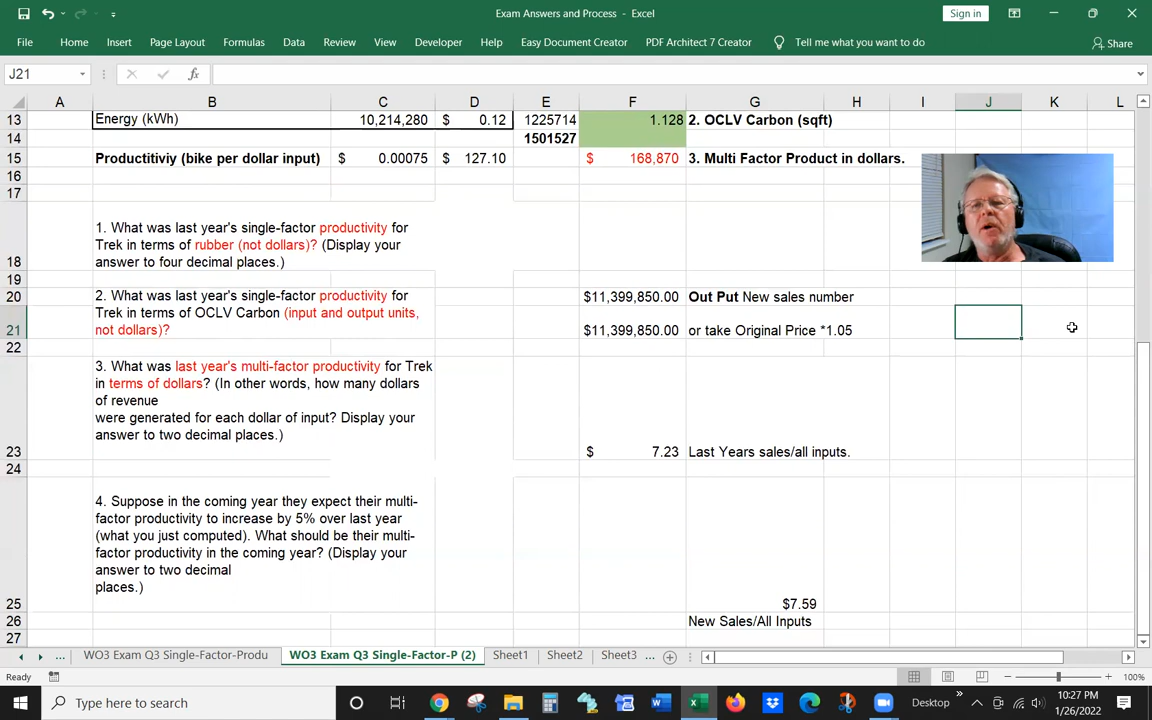 Exam Answers and Process - Excel
Sign in
File Home Insert Page Layout Formulas Data Review View Developer Help Easy Document Creator PDF Architect 7 Creator Tell me what you want to do Share
J21 fx
A B C D E F G H I J K L
13 Energy (kWh) 10,214,280 $ 0.12 1225714 1.128 2. OCLV Carbon (sqft)
14 1501527
15 Productitiviy (bike per dollar input) $ 0.00075 $ 127.10 $ 168,870 3. Multi Factor Product in dollars.
16
17
1. What was last year's single-factor productivity for
Trek in terms of rubber (not dollars)? (Display your
18 answer to four decimal places.)
19
20 2. What was last year's single-factor productivity for $11,399,850.00 Out Put New sales number
Trek in terms of OCLV Carbon (input and output units,
21 not dollars)? $11,399,850.00 or take Original Price *1.05
22
3. What was last year's multi-factor productivity for Trek
in terms of dollars? (In other words, how many dollars
of revenue
were generated for each dollar of input? Display your
answer to two decimal places.)
23 $ 7.23 Last Years sales/all inputs.
24
4. Suppose in the coming year they expect their multi-
factor productivity to increase by 5% over last year
(what you just computed). What should be their multi-
factor productivity in the coming year? (Display your
answer to two decimal
places.)
25 $7.59
26 New Sales/All Inputs
27
... WO3 Exam Q3 Single-Factor-Produ WO3 Exam Q3 Single-Factor-P (2) Sheet1 Sheet2 Sheet3 ...
Ready 100%
Type here to search Desktop 10:27 PM
1/26/2022